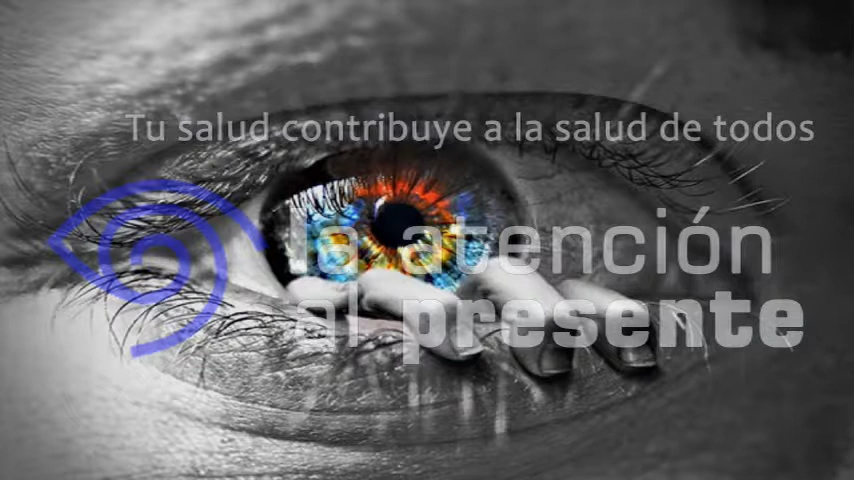 Tu salud contribuye a la salud de todos
la atención
al presente